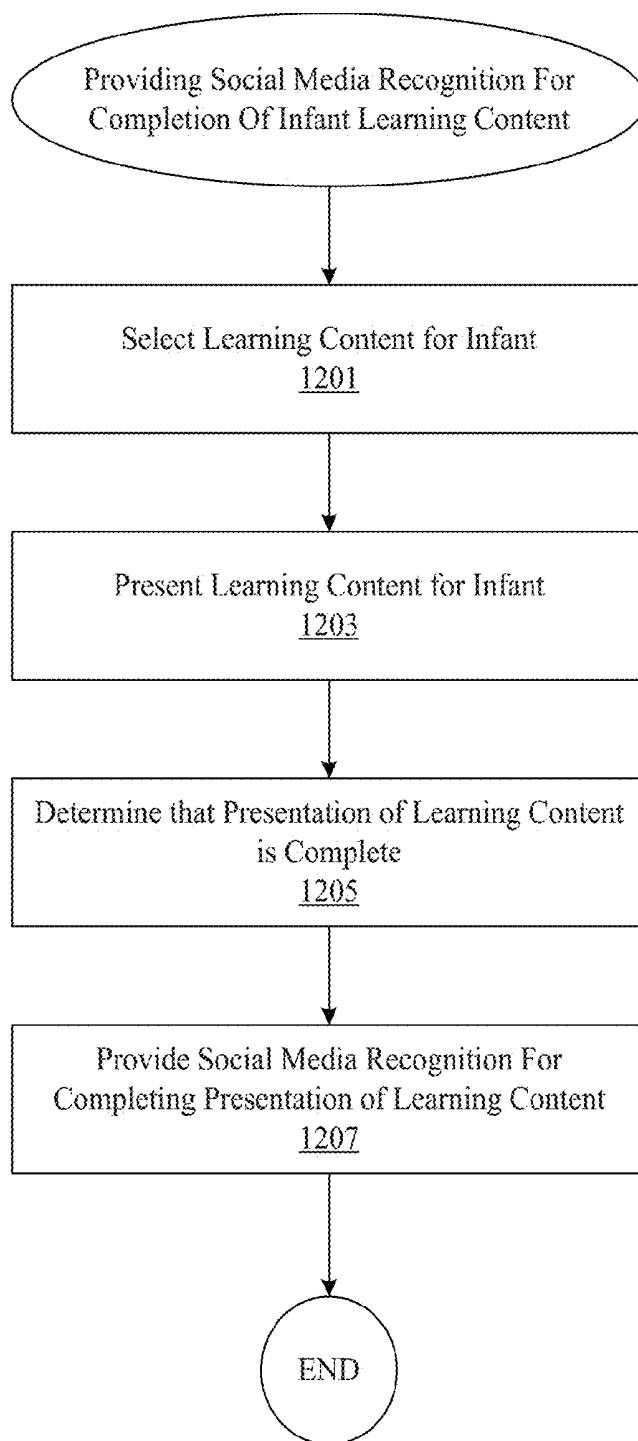 Providing Social Media Recognition For
Completion Of Infant Learning Content
Select Learning Content for Infant
1201
Present Learning Content for Infant
1203
Determine that Presentation of Learning Content
is Complete
1205
Provide Social Media Recognition For
Completing Presentation of Learning Content
1207
END